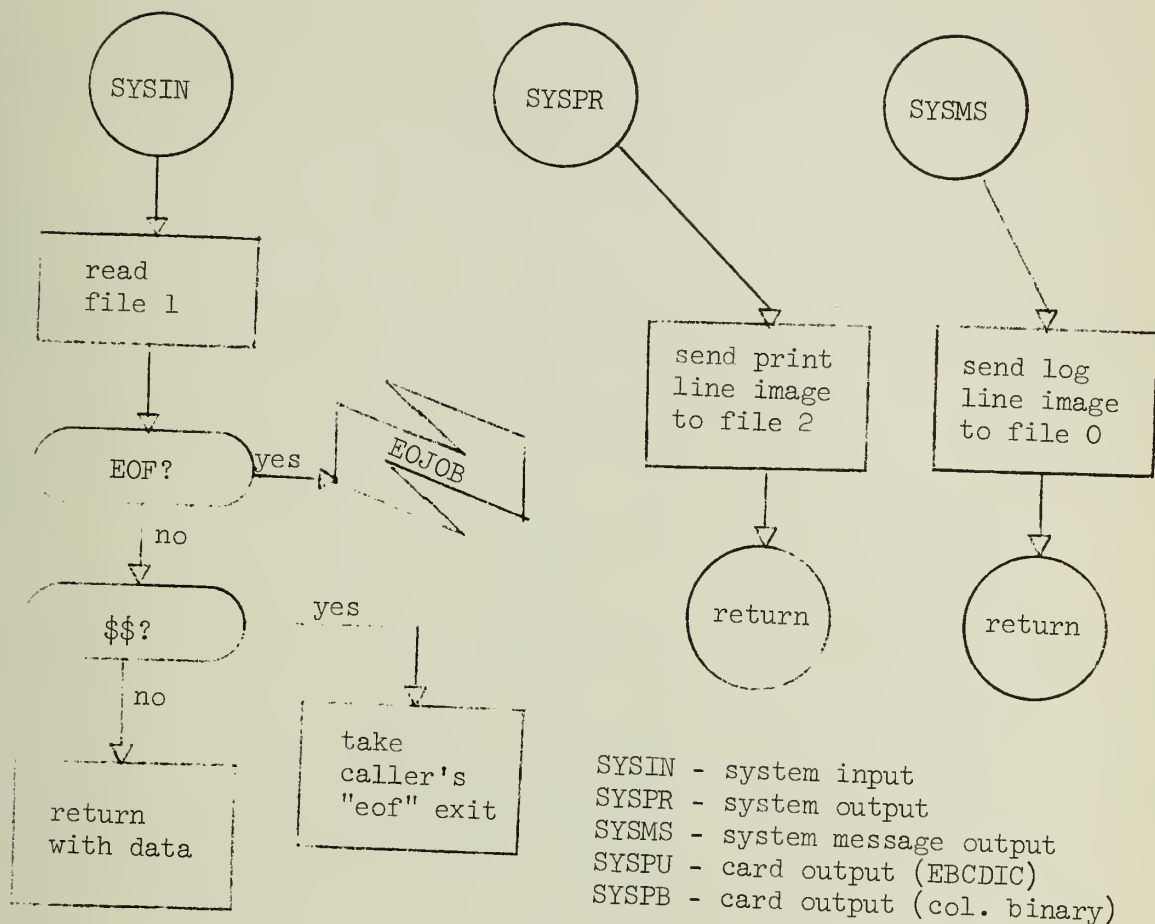 SYSIN
read
file 1
EOF?
yes
EOJOB
no
$$?
yes
no
return
with data
take
caller's
"eof" exit
SYSPR
send print
line image
to file 2
return
SYSMS
send log
line image
to file 0
return
SYSIN - system input
SYSPR - system output
SYSMS - system message output
SYSPU - card output (EBCDIC)
SYSPB - card output (col. binary)